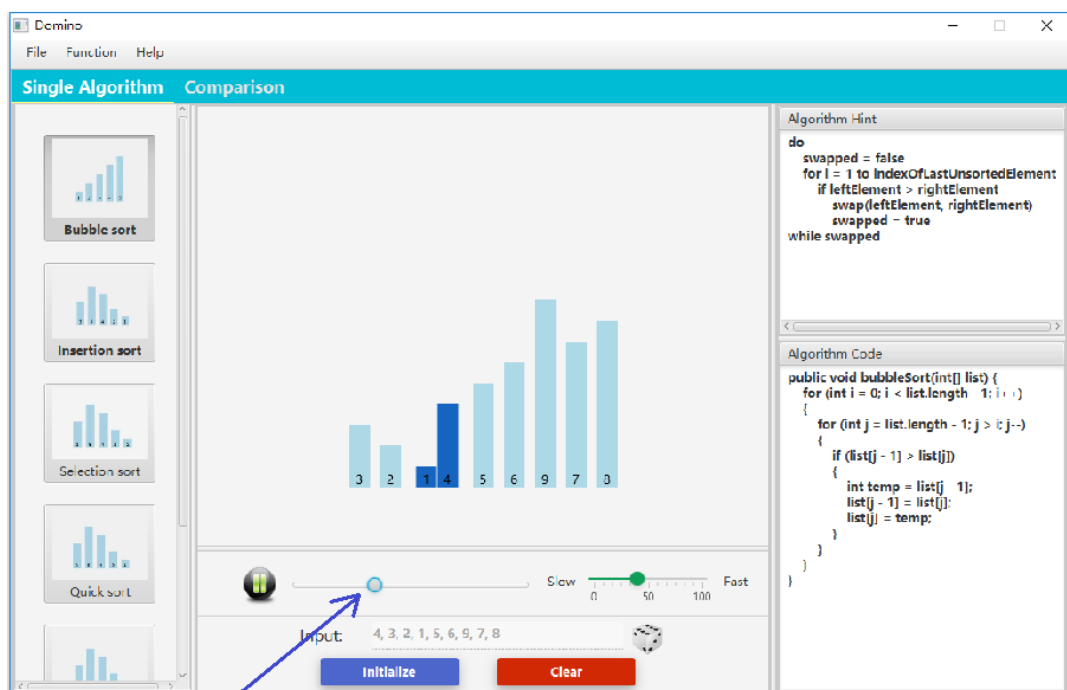 Domino
File Function Help
Single Algorithm Comparison
Bubble sort
Insertion sort
Selection sort
Quick sort
3 2 1 4 5 6 9 7 8
Slow Fast
0 50 100
Input: 4, 3, 2, 1, 5, 6, 9, 7, 8
Initialize Clear
Algorithm Hint
do
swapped = false
for i = 1 to indexOfLastUnsortedElement
if leftElement > rightElement
swap(leftElement, rightElement)
swapped = true
while swapped
Algorithm Code
public void bubbleSort(int[] list) {
for (int i = 0; i < list.length - 1; i++)
{
for (int j = list.length - 1; j > i; j--)
{
if (list[j - 1] > list[j])
{
int temp = list[j - 1];
list[j - 1] = list[j];
list[j] = temp;
}
}
}
}